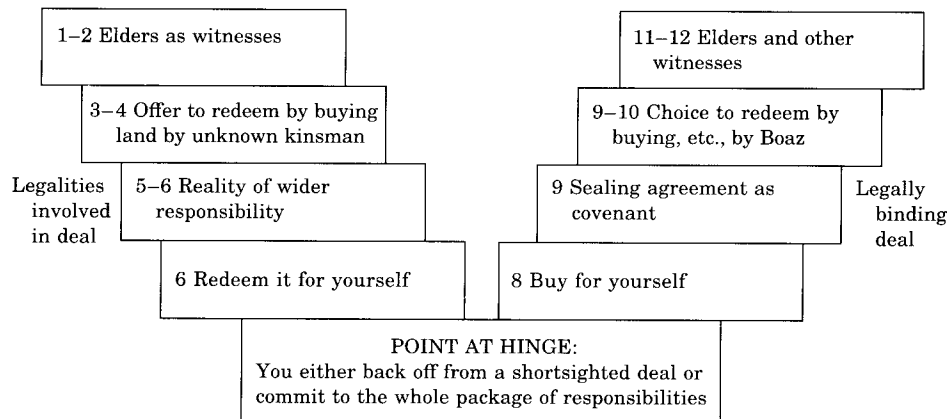 1–2 Elders as witnesses
3–4 Offer to redeem by buying
land by unknown kinsman
Legalities
involved
in deal
5–6 Reality of wider
responsibility
6 Redeem it for yourself
11–12 Elders and other
witnesses
9–10 Choice to redeem by
buying, etc., by Boaz
9 Sealing agreement as
covenant
Legally
binding
deal
8 Buy for yourself
POINT AT HINGE:
You either back off from a shortsighted deal or
commit to the whole package of responsibilities